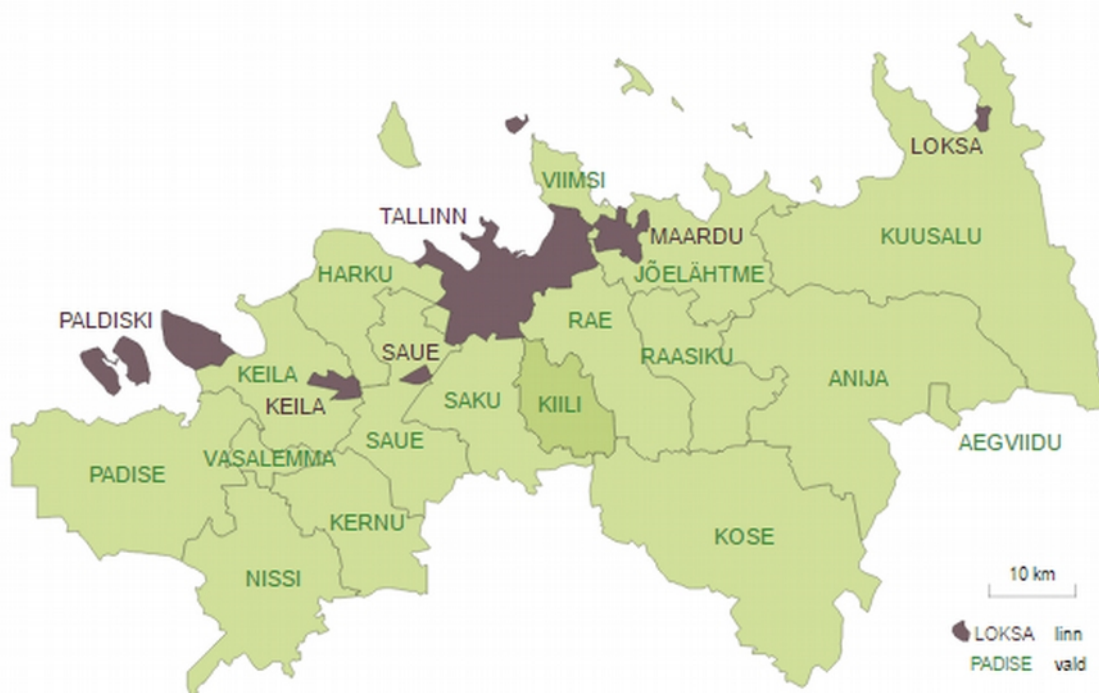 LOKSA
VIIMSI
TALLINN
MAARDU
KUUSALU
HARKU
JÕELÄHTME
PALDISKI
RAE
SAUE
RAASIKU
KEILA
ANIJA
KEILA
SAKU
KIILI
SAUE
AEGVIIDU
VASALEMMA
PADISE
KERNU
KOSE
NISSI
10 km
LOKSA linn
PADISE vald